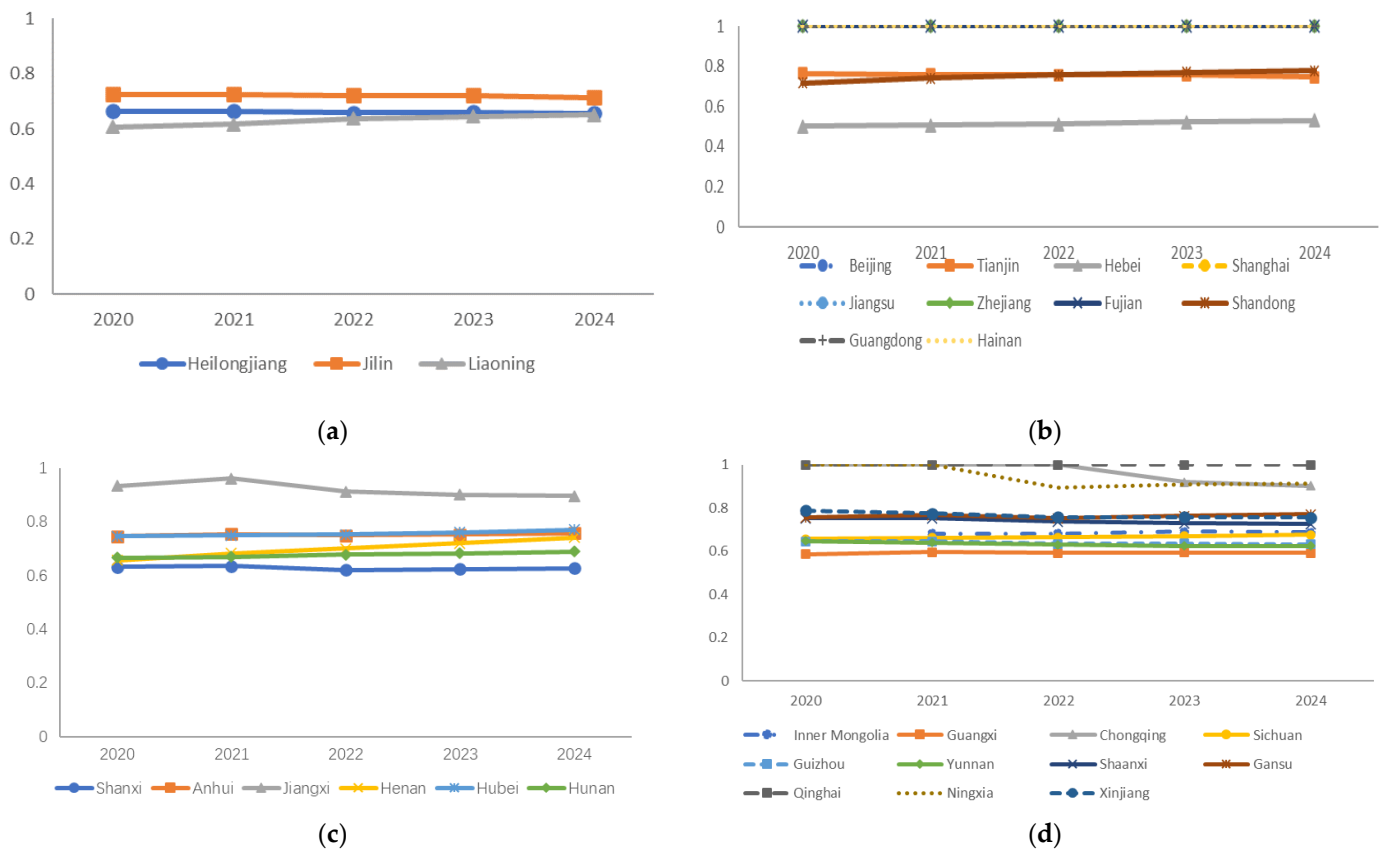 1
0.8
0.6
0.4
0.2
0
2020 2021 2022 2023 2024
Heilongjiang Jilin Liaoning
(a)
1
0.8
0.6
0.4
0.2
0
2020 2021 2022 2023 2024
Beijing Tianjin Hebei Shanghai
Jiangsu Zhejiang Fujian Shandong
Guangdong Hainan
(b)
1
0.8
0.6
0.4
0.2
0
2020 2021 2022 2023 2024
Shanxi Anhui Jiangxi Henan Hubei Hunan
(c)
1
0.8
0.6
0.4
0.2
0
2020 2021 2022 2023 2024
Inner Mongolia Guangxi Chongqing Sichuan
Guizhou Yunnan Shaanxi Gansu
Qinghai Ningxia Xinjiang
(d)